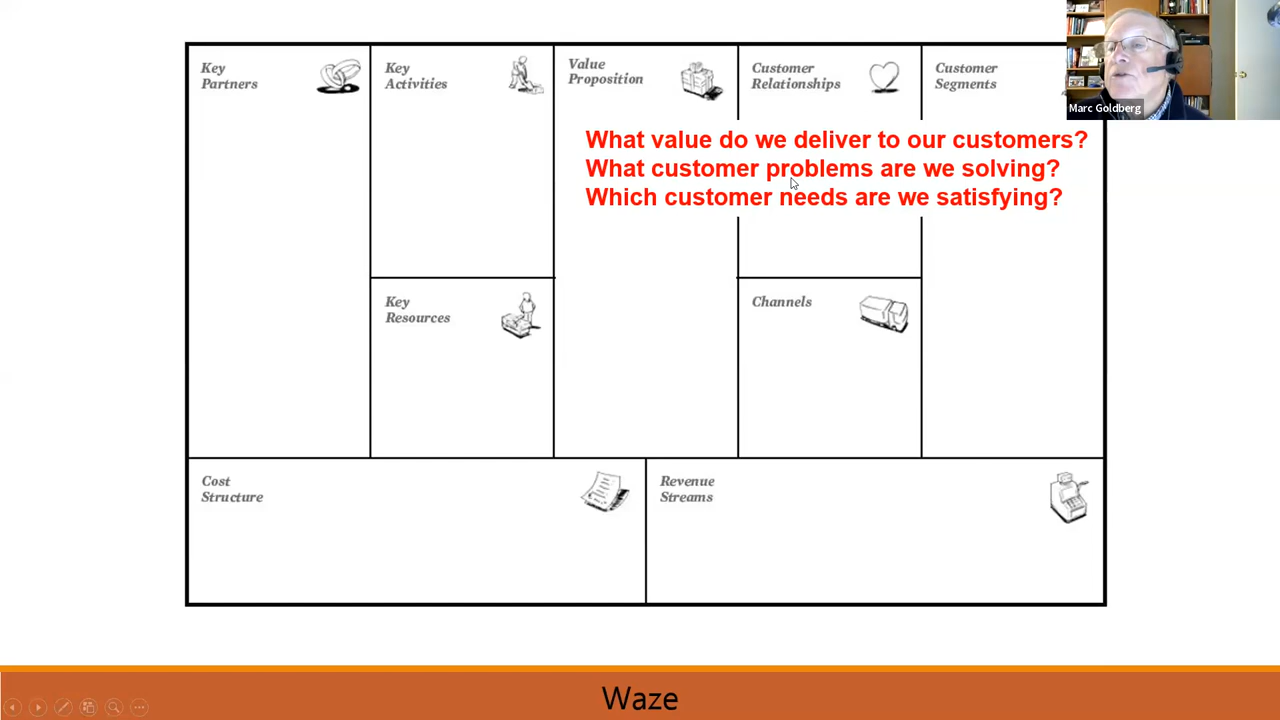 Key
Partners
Key
Activities
Value
Proposition
Customer
Relationships
Customer
Segments
Marc Goldberg
What value do we deliver to our customers?
What customer problems are we solving?
Which customer needs are we satisfying?
Key
Resources
Channels
Cost
Structure
Revenue
Streams
Waze